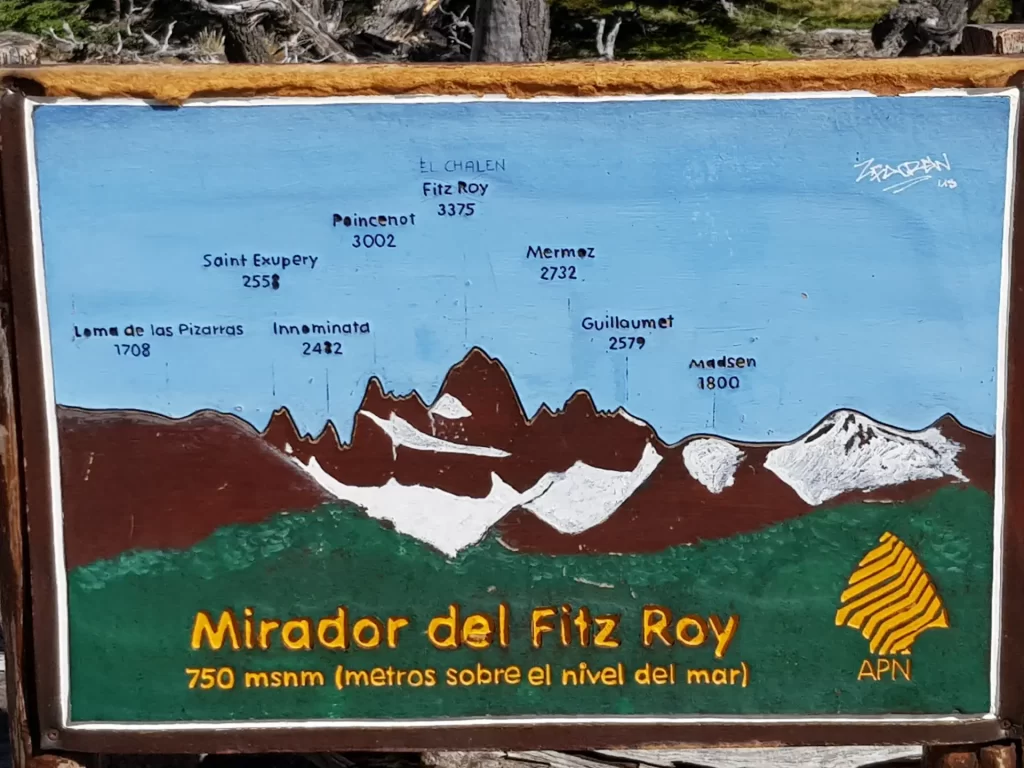 EL CHALEN
Fitz Roy
3375
Poincenot
3002
Saint Exupery
2558
Mermoz
2732
Loma de las Pizarras
1708
Innominata
2482
Guillaumet
2579
Madsen
1800
Mirador del Fitz Roy
750 msnm (metros sobre el nivel del mar)
APN